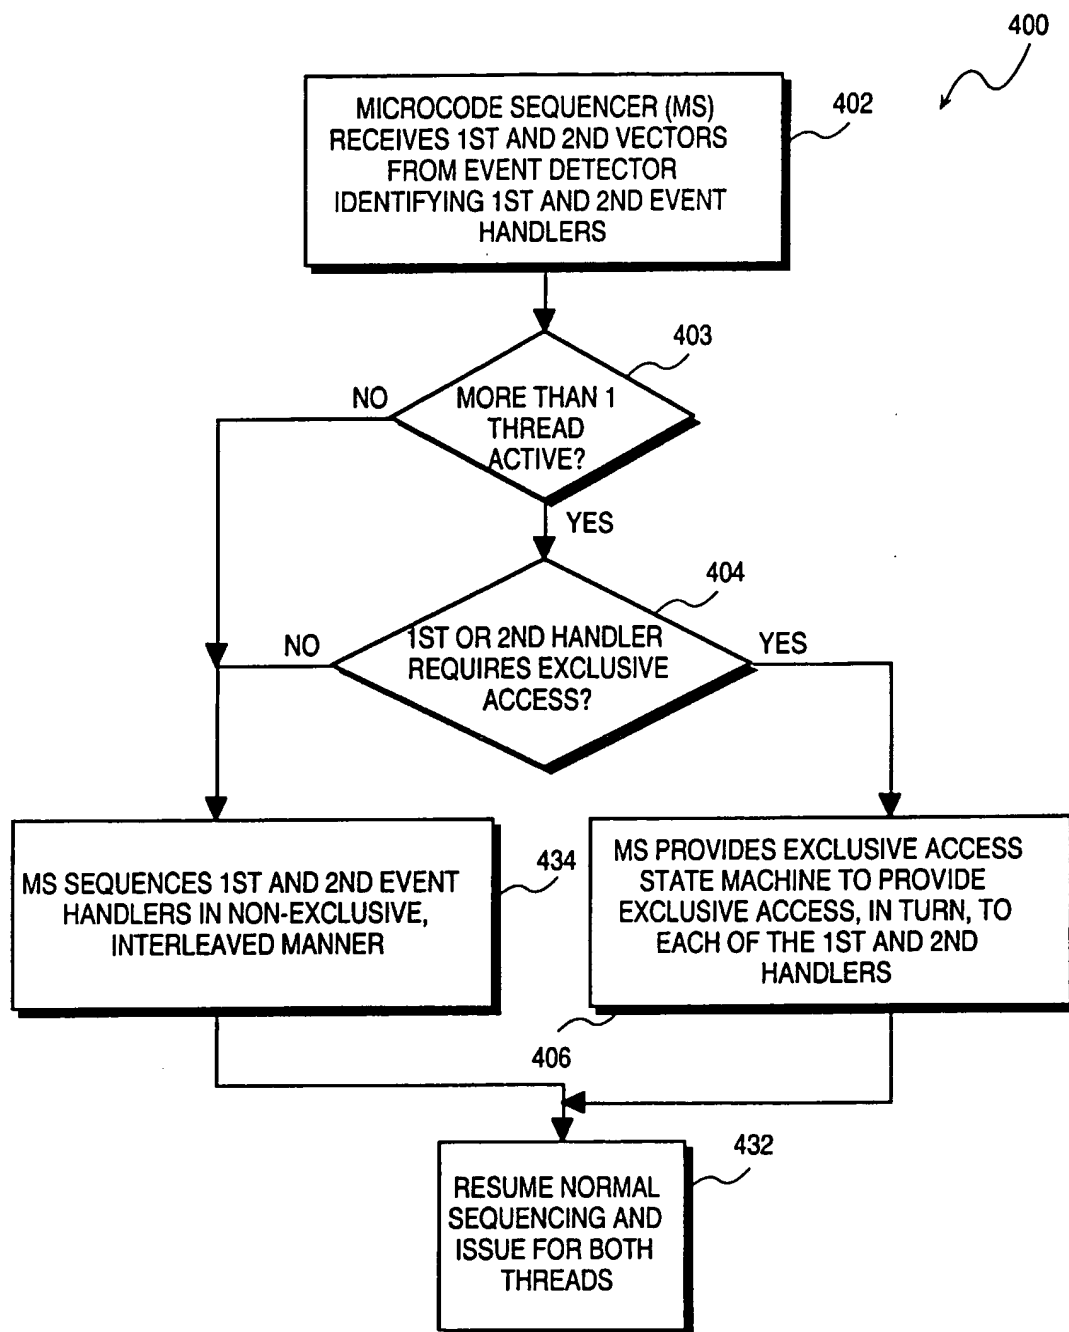 400
MICROCODE SEQUENCER (MS)
RECEIVES 1ST AND 2ND VECTORS
FROM EVENT DETECTOR
IDENTIFYING 1ST AND 2ND EVENT
HANDLERS
402
403
NO
MORE THAN 1
THREAD
ACTIVE?
YES
404
NO
1ST OR 2ND HANDLER
REQUIRES EXCLUSIVE
ACCESS?
YES
MS SEQUENCES 1ST AND 2ND EVENT
HANDLERS IN NON-EXCLUSIVE,
INTERLEAVED MANNER
434
MS PROVIDES EXCLUSIVE ACCESS
STATE MACHINE TO PROVIDE
EXCLUSIVE ACCESS, IN TURN, TO
EACH OF THE 1ST AND 2ND
HANDLERS
406
432
RESUME NORMAL
SEQUENCING AND
ISSUE FOR BOTH
THREADS